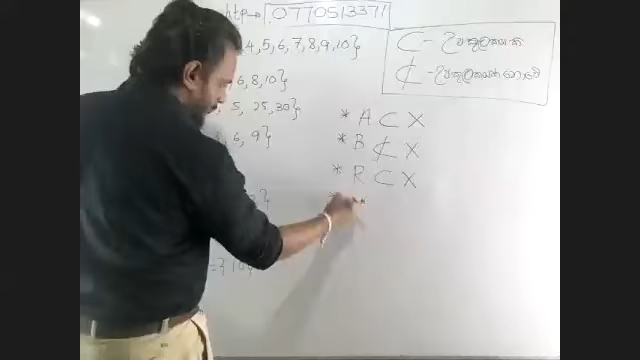 http→ 0770513371
4,5,6,7,8,9,10}
6,8,10}
5, 25,30}
6,9}
⊂ - උපකුලකයකි
⊄ - උපකුලකයක් නොවේ
* A ⊂ X
* B ⊄ X
* R ⊂ X
*